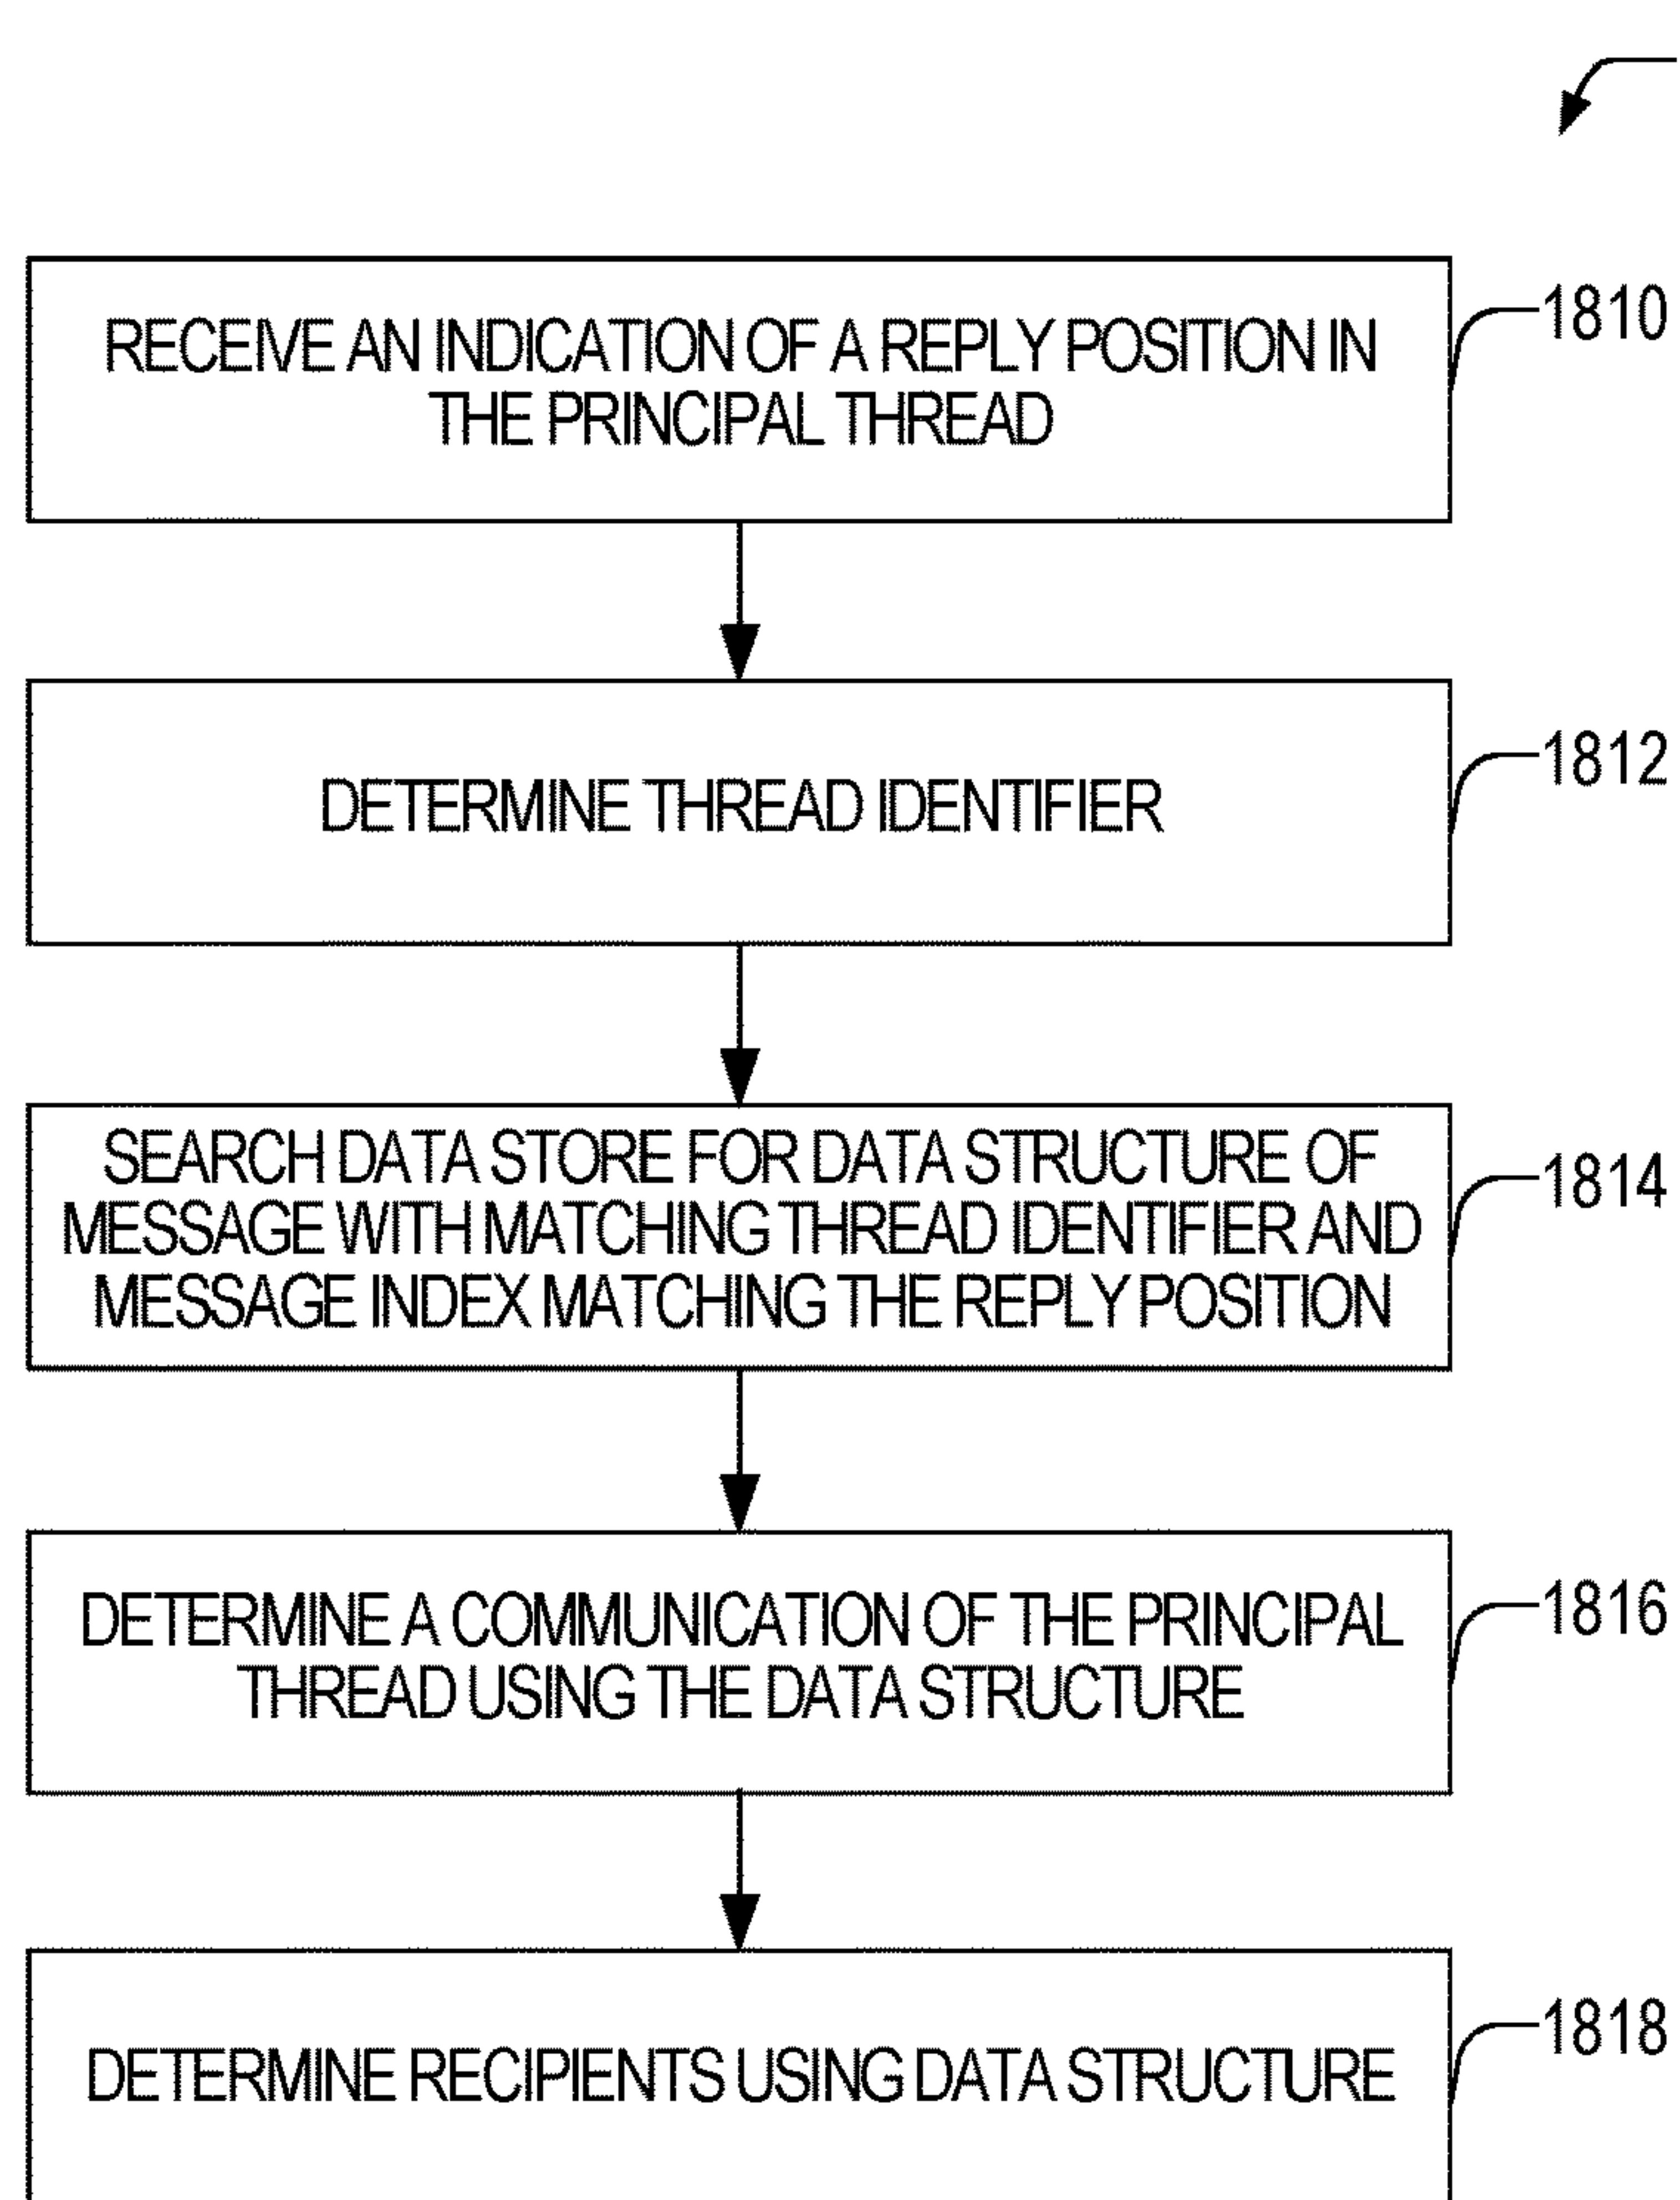 RECEIVE AN INDICATION OF A REPLY POSITION IN
THE PRINCIPAL THREAD
1810
DETERMINE THREAD IDENTIFIER
1812
SEARCH DATA STORE FOR DATA STRUCTURE OF
MESSAGE WITH MATCHING THREAD IDENTIFIER AND
MESSAGE INDEX MATCHING THE REPLY POSITION
1814
DETERMINE A COMMUNICATION OF THE PRINCIPAL
THREAD USING THE DATA STRUCTURE
1816
DETERMINE RECIPIENTS USING DATA STRUCTURE
1818